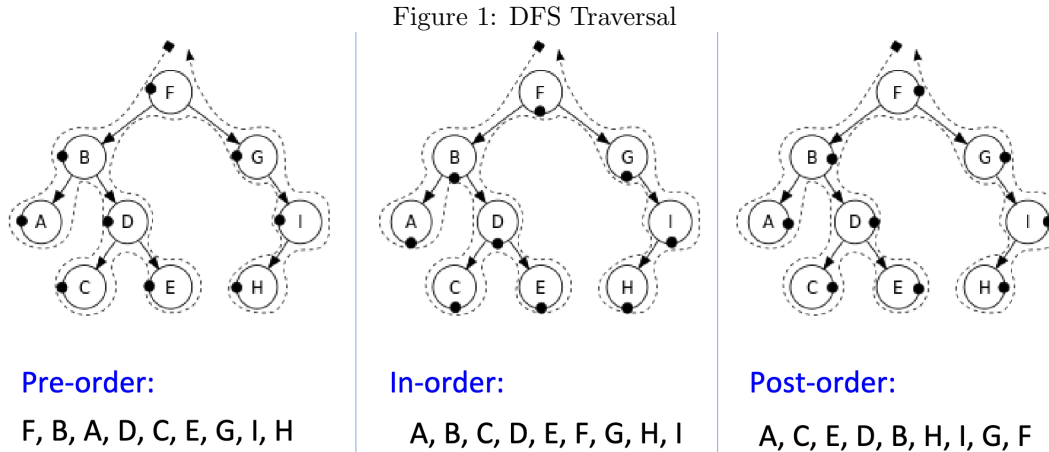 Figure 1: DFS Traversal
F
B
G
A
D
I
C
E
H
Pre-order:
F, B, A, D, C, E, G, I, H
F
B
G
A
D
I
C
E
H
In-order:
A, B, C, D, E, F, G, H, I
F
B
G
A
D
I
C
E
H
Post-order:
A, C, E, D, B, H, I, G, F